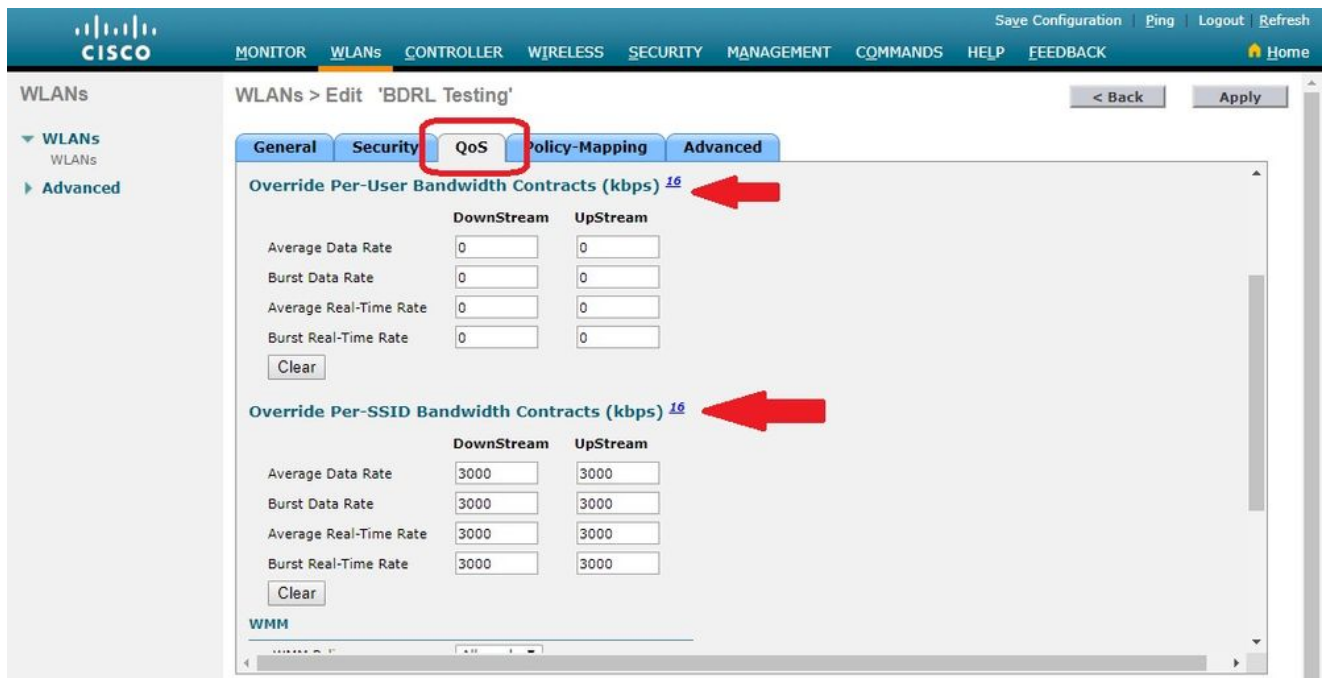 Save Configuration | Ping | Logout | Refresh
CISCO
MONITOR WLANs CONTROLLER WIRELESS SECURITY MANAGEMENT COMMANDS HELP FEEDBACK Home
WLANs
WLANs > Edit 'BDRL Testing'
< Back
Apply
WLANs
WLANs
Advanced
General Security QoS Policy-Mapping Advanced
Override Per-User Bandwidth Contracts (kbps) 16
DownStream UpStream
Average Data Rate 0 0
Burst Data Rate 0 0
Average Real-Time Rate 0 0
Burst Real-Time Rate 0 0
Clear
Override Per-SSID Bandwidth Contracts (kbps) 16
DownStream UpStream
Average Data Rate 3000 3000
Burst Data Rate 3000 3000
Average Real-Time Rate 3000 3000
Burst Real-Time Rate 3000 3000
Clear
WMM